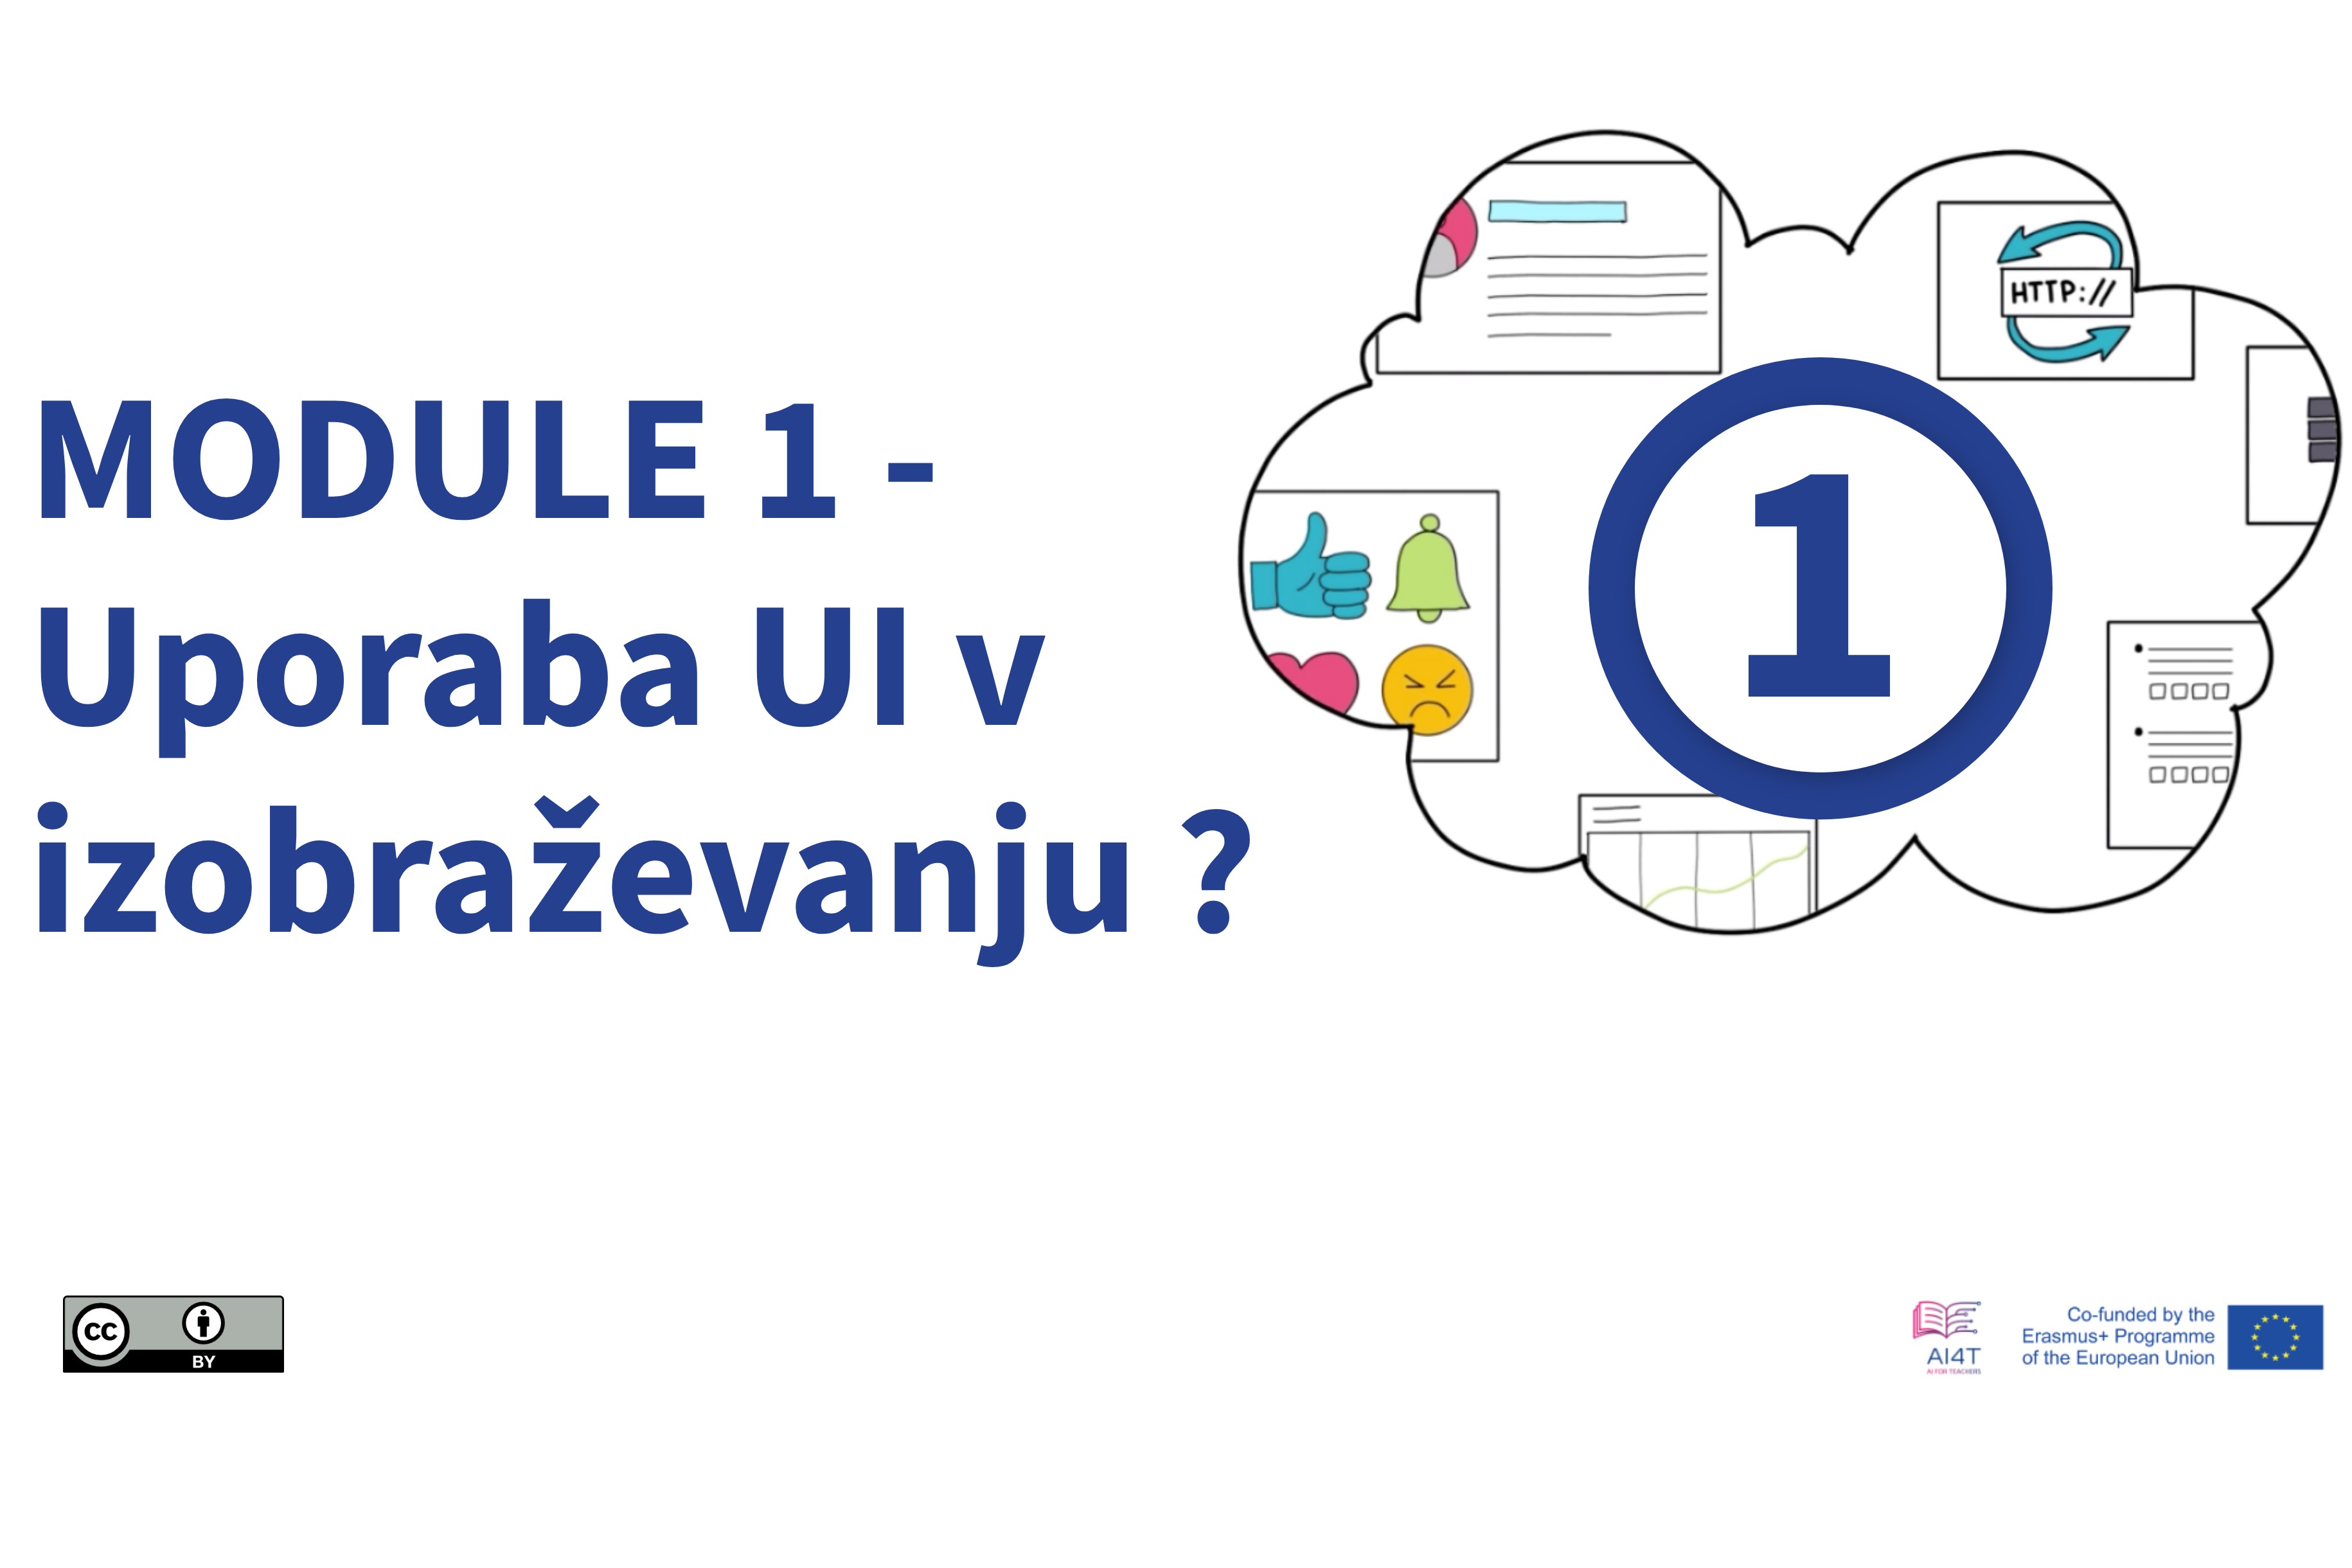 MODULE 1 -
Uporaba UI v
izobraževanju ?
HTTP://
1
CC
BY
AI4T
AI FOR TEACHERS
Co-funded by the
Erasmus+ Programme
of the European Union